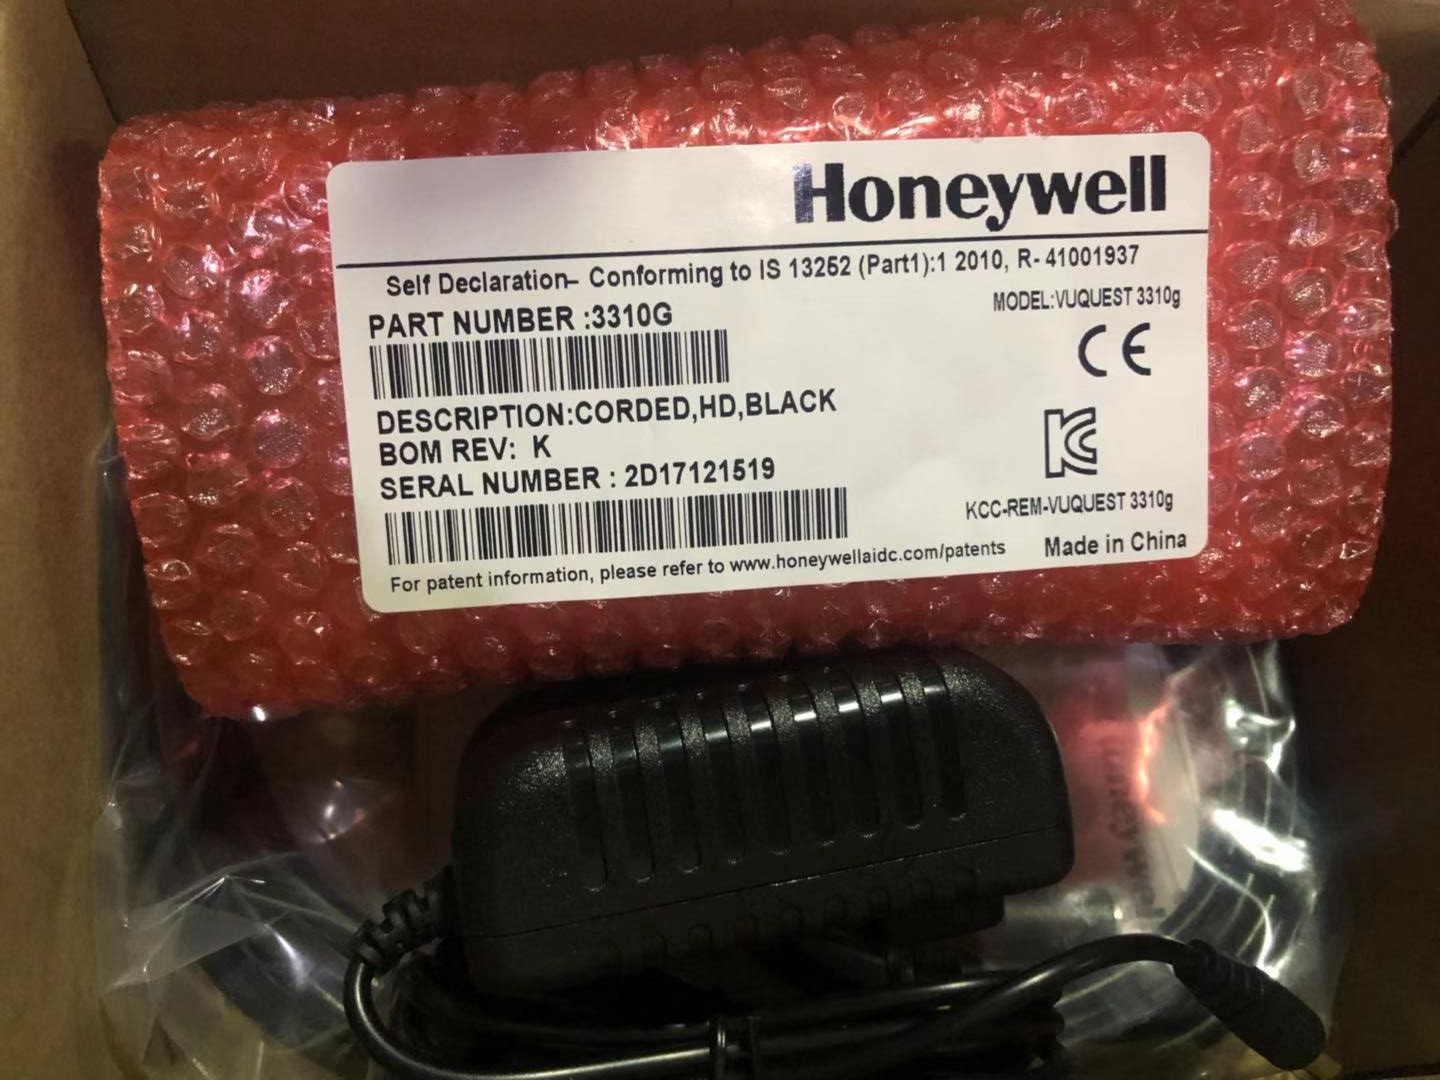 Honeywell
Self Declaration- Conforming to IS 13252 (Part1):1 2010, R- 41001937
PART NUMBER :3310G
MODEL:VUQUEST 3310g
CE
DESCRIPTION:CORDED,HD,BLACK
BOM REV: K
SERAL NUMBER : 2D17121519
KCC-REM-VUQUEST 3310g
For patent information, please refer to www.honeywellaidc.com/patents
Made in China
Honeywell